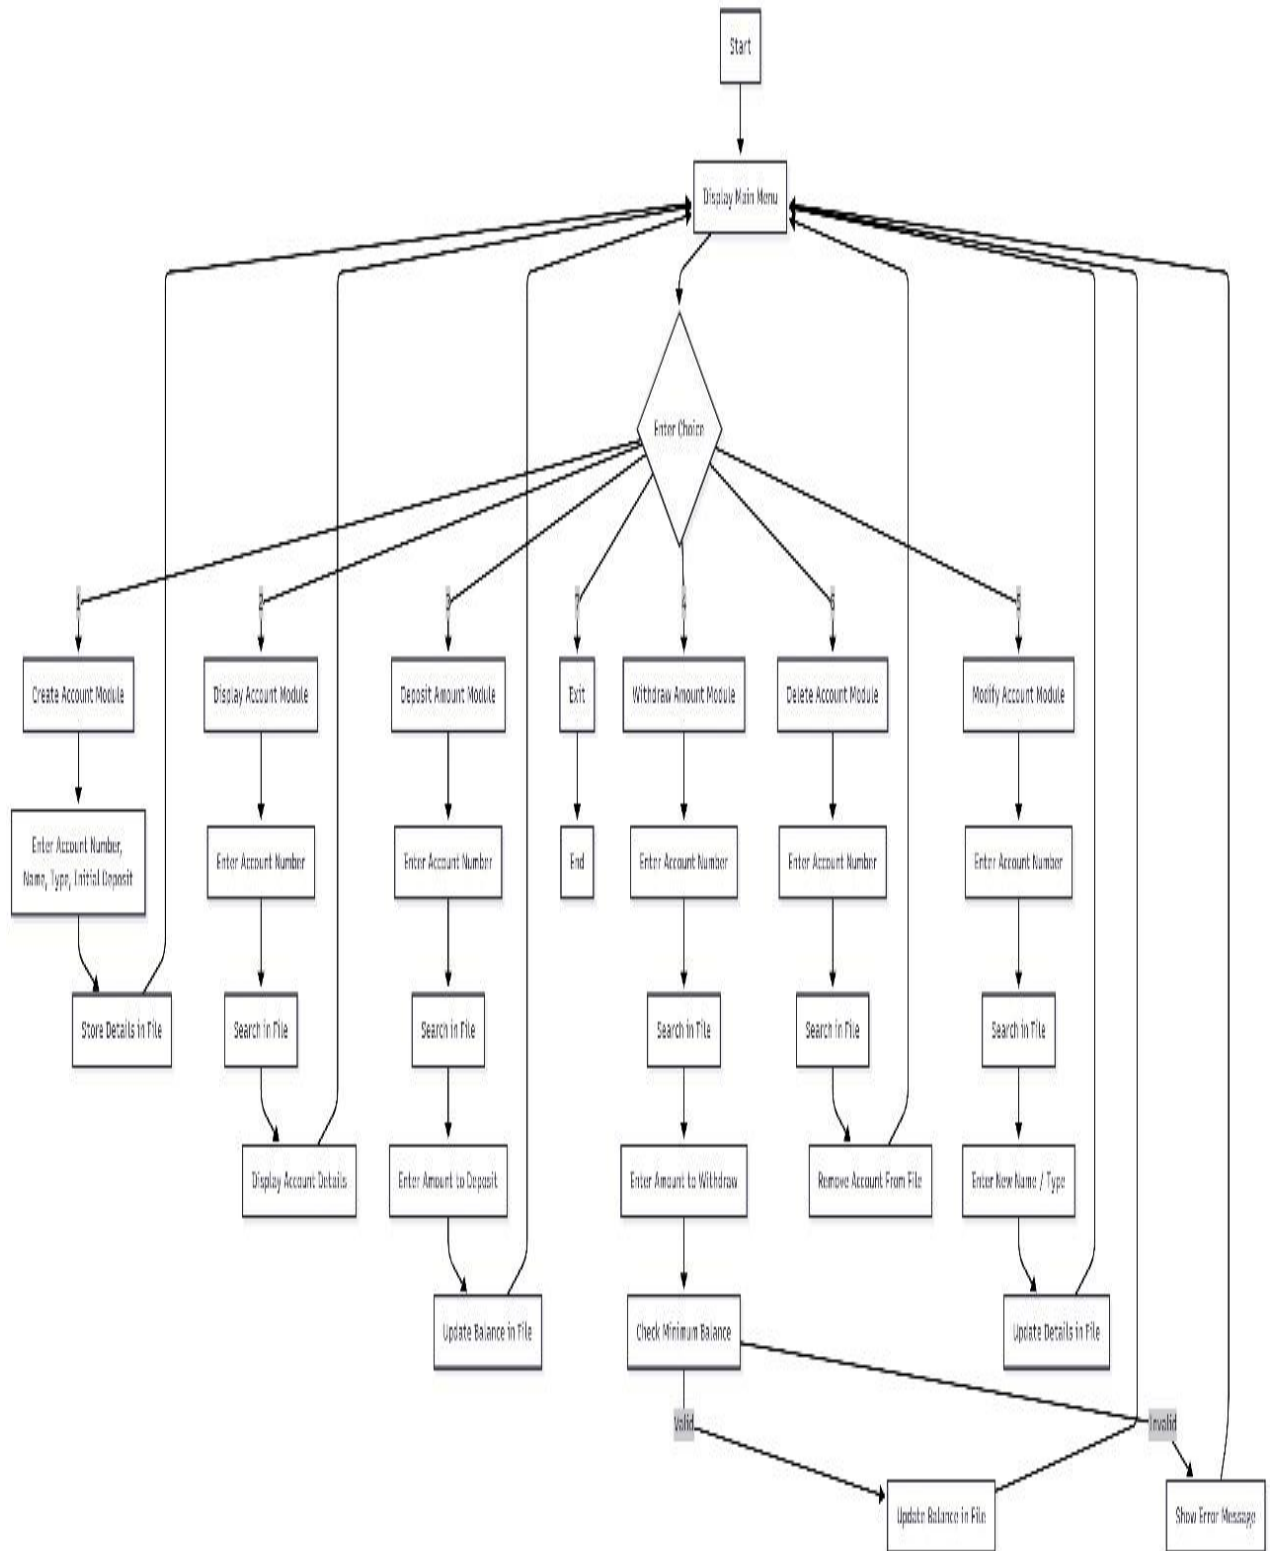 Start
Display Main Menu
Enter Choice
1
4
Create Account Module
Display Account Module
Deposit Amount Module
Exit
Withdraw Amount Module
Delete Account Module
Modify Account Module
Enter Account Number,
Name, Type, Initial Deposit
Enter Account Number
Enter Account Number
End
Enter Account Number
Enter Account Number
Enter Account Number
Store Details in File
Search in File
Search in File
Search in File
Search in File
Search in File
Display Account Details
Enter Amount to Deposit
Enter Amount to Withdraw
Remove Account From File
Enter New Name / Type
Update Balance in File
Check Minimum Balance
Update Details in File
Valid
Invalid
Update Balance in File
Show Error Message